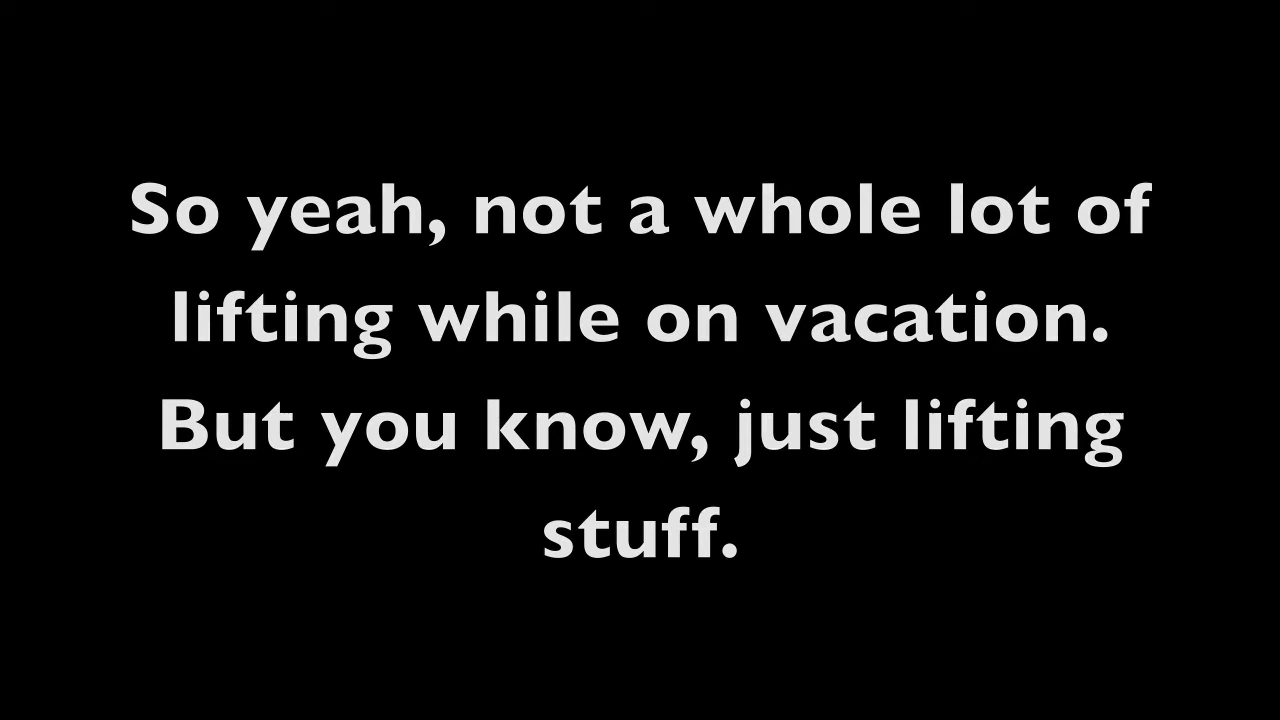 So yeah, not a whole lot of
lifting while on vacation.
But you know, just lifting
stuff.